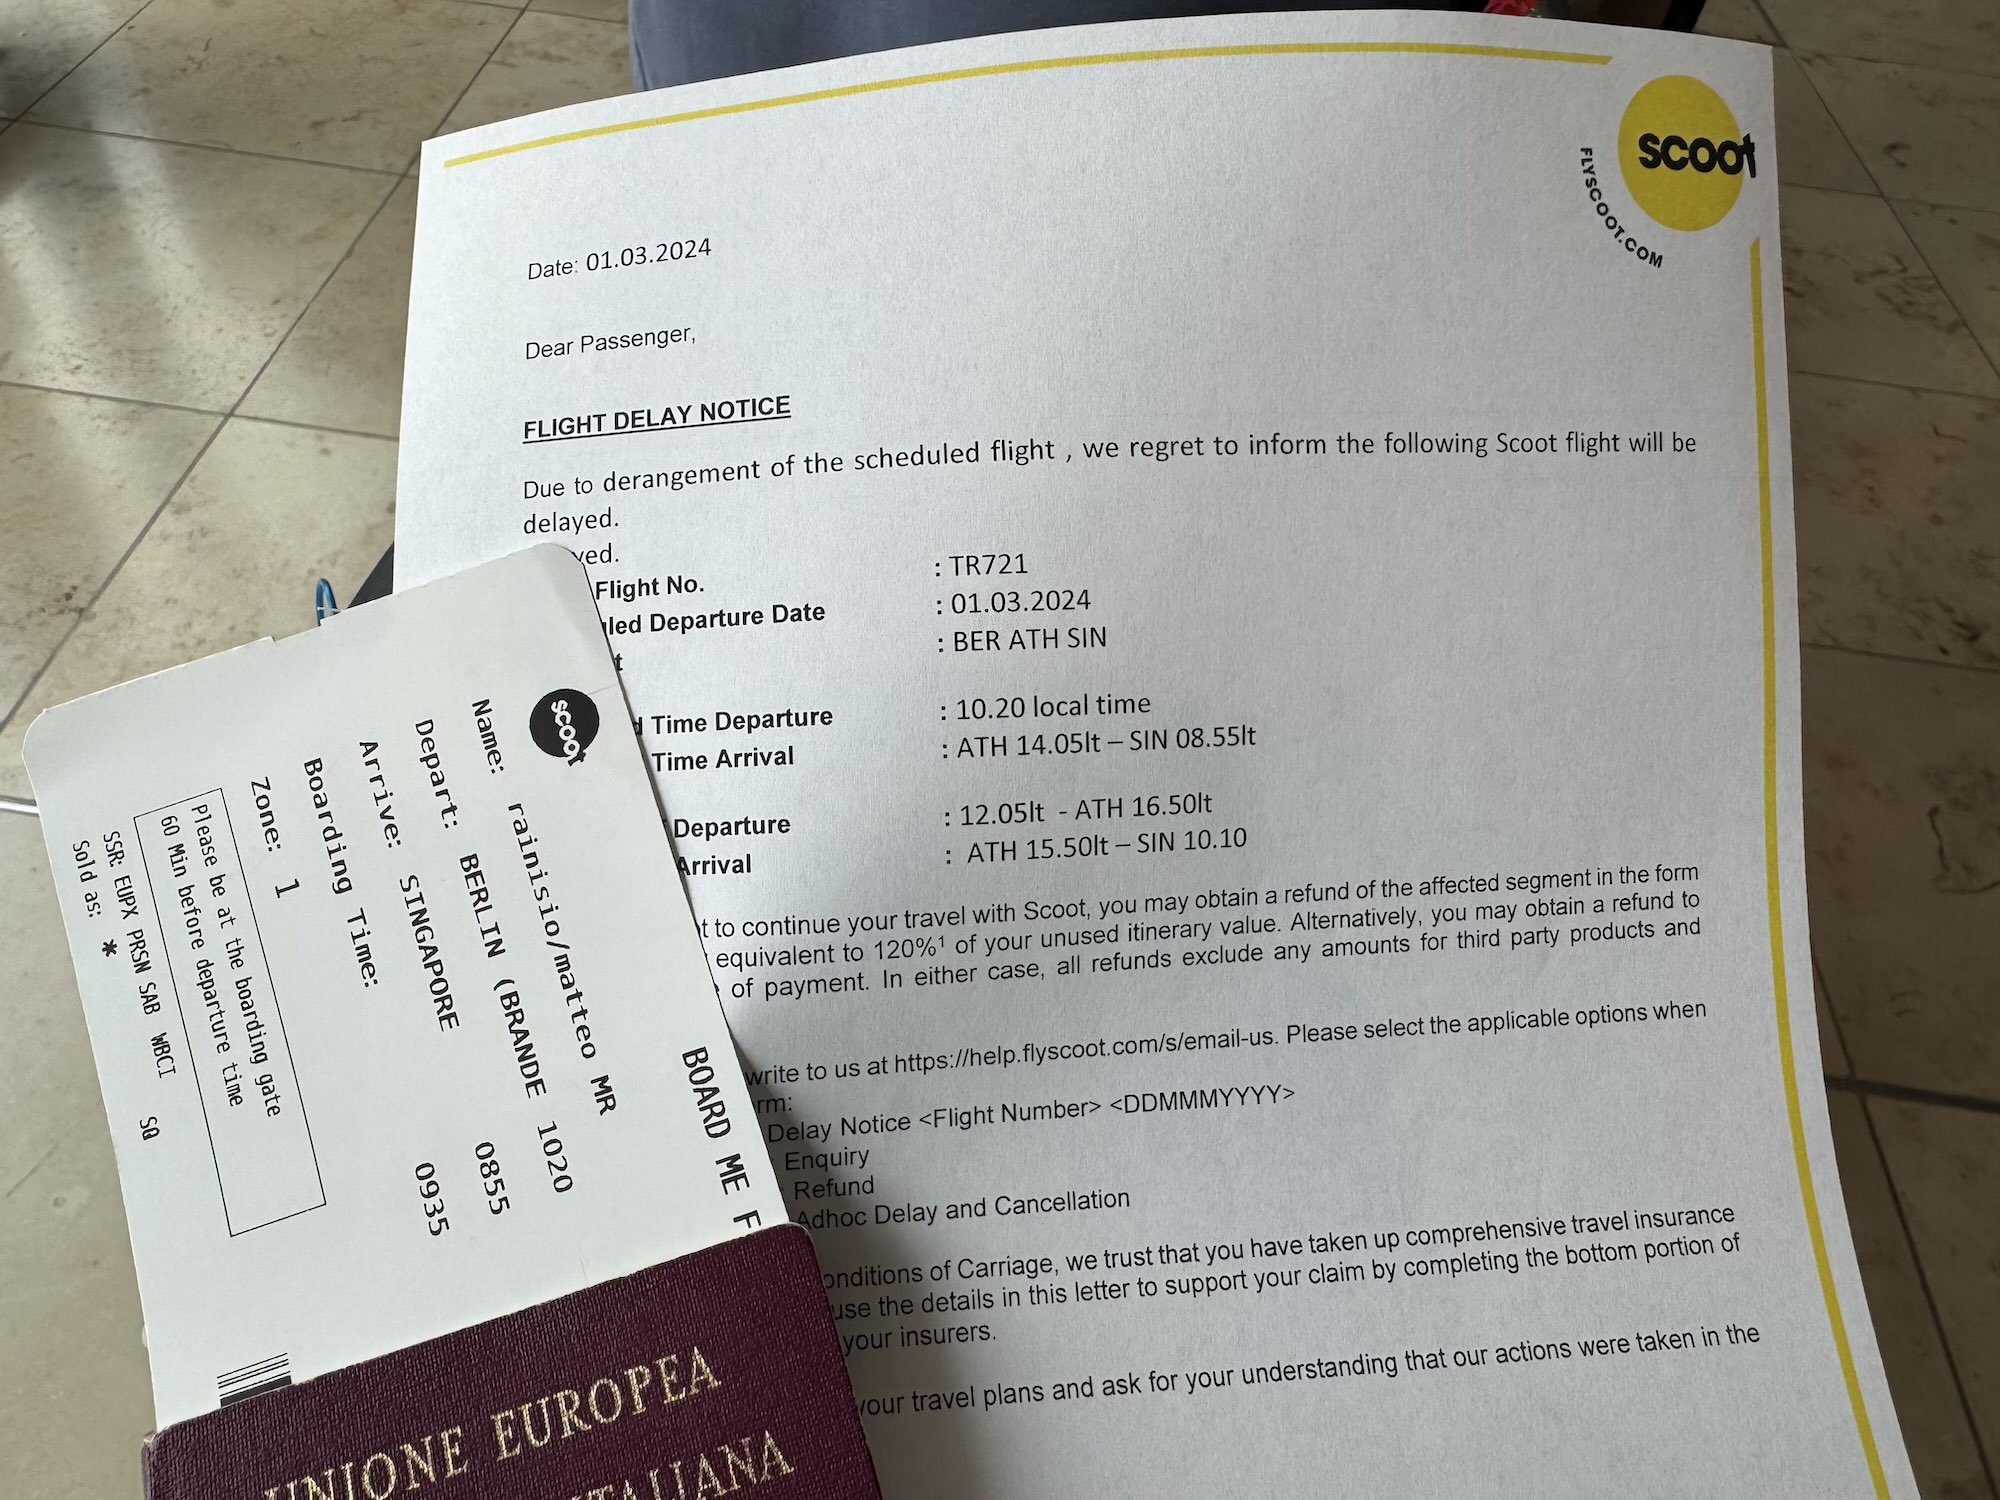 scoot
FLYSCOOT.COM
Date: 01.03.2024
Dear Passenger,
FLIGHT DELAY NOTICE
Due to derangement of the scheduled flight , we regret to inform the following Scoot flight will be
delayed.
yed.
Flight No. : TR721
led Departure Date : 01.03.2024
t : BER ATH SIN
d Time Departure : 10.20 local time
Time Arrival : ATH 14.05lt – SIN 08.55lt
Departure : 12.05lt - ATH 16.50lt
Arrival : ATH 15.50lt – SIN 10.10
t to continue your travel with Scoot, you may obtain a refund of the affected segment in the form
equivalent to 120%¹ of your unused itinerary value. Alternatively, you may obtain a refund to
of payment. In either case, all refunds exclude any amounts for third party products and
write to us at https://help.flyscoot.com/s/email-us. Please select the applicable options when
rm:
Delay Notice <Flight Number> <DDMMMYYYY>
Enquiry
Refund
Adhoc Delay and Cancellation
onditions of Carriage, we trust that you have taken up comprehensive travel insurance
use the details in this letter to support your claim by completing the bottom portion of
your insurers.
your travel plans and ask for your understanding that our actions were taken in the
BOARD ME F
scoot
Name: rainisio/matteo MR
Depart: BERLIN (BRANDE 1020
Arrive: SINGAPORE 0855
Boarding Time: 0935
Zone: 1
Please be at the boarding gate
60 Min before departure time
SSR: EUPX PRSN SAB WBCI SQ
Sold as: *
UNIONE EUROPEA
ITALIANA